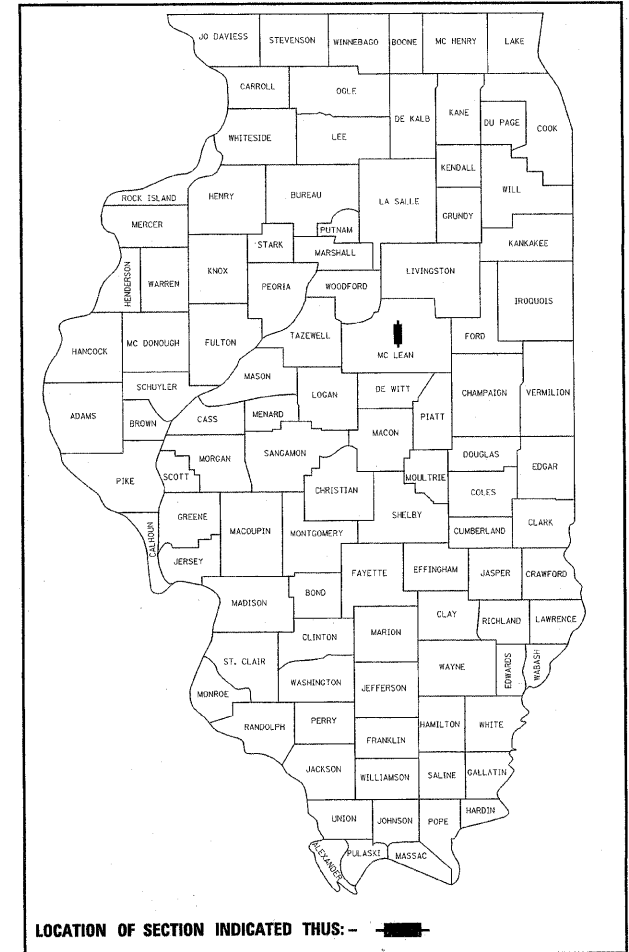 JO DAVIESS STEVENSON WINNEBAGO BOONE MC HENRY LAKE
CARROLL OGLE DE KALB KANE DU PAGE COOK
WHITESIDE LEE KENDALL WILL
ROCK ISLAND HENRY BUREAU LA SALLE GRUNDY
MERCER STARK PUTNAM MARSHALL KANKAKEE
HENDERSON WARREN KNOX PEORIA WOODFORD LIVINGSTON IROQUOIS
HANCOCK MC DONOUGH FULTON TAZEWELL MC LEAN FORD
SCHUYLER MASON LOGAN DE WITT CHAMPAIGN VERMILION
ADAMS BROWN CASS MENARD MACON PIATT
PIKE SCOTT MORGAN SANGAMON CHRISTIAN MOULTRIE DOUGLAS EDGAR
COLES
CALHOUN GREENE MACOUPIN MONTGOMERY SHELBY CUMBERLAND CLARK
JERSEY FAYETTE EFFINGHAM JASPER CRAWFORD
MADISON BOND CLAY RICHLAND LAWRENCE
CLINTON MARION
ST. CLAIR WASHINGTON WAYNE EDWARDS WABASH
MONROE JEFFERSON
RANDOLPH PERRY HAMILTON WHITE
FRANKLIN
JACKSON WILLIAMSON SALINE GALLATIN
UNION JOHNSON POPE HARDIN
ALEXANDER PULASKI MASSAC
LOCATION OF SECTION INDICATED THUS: -